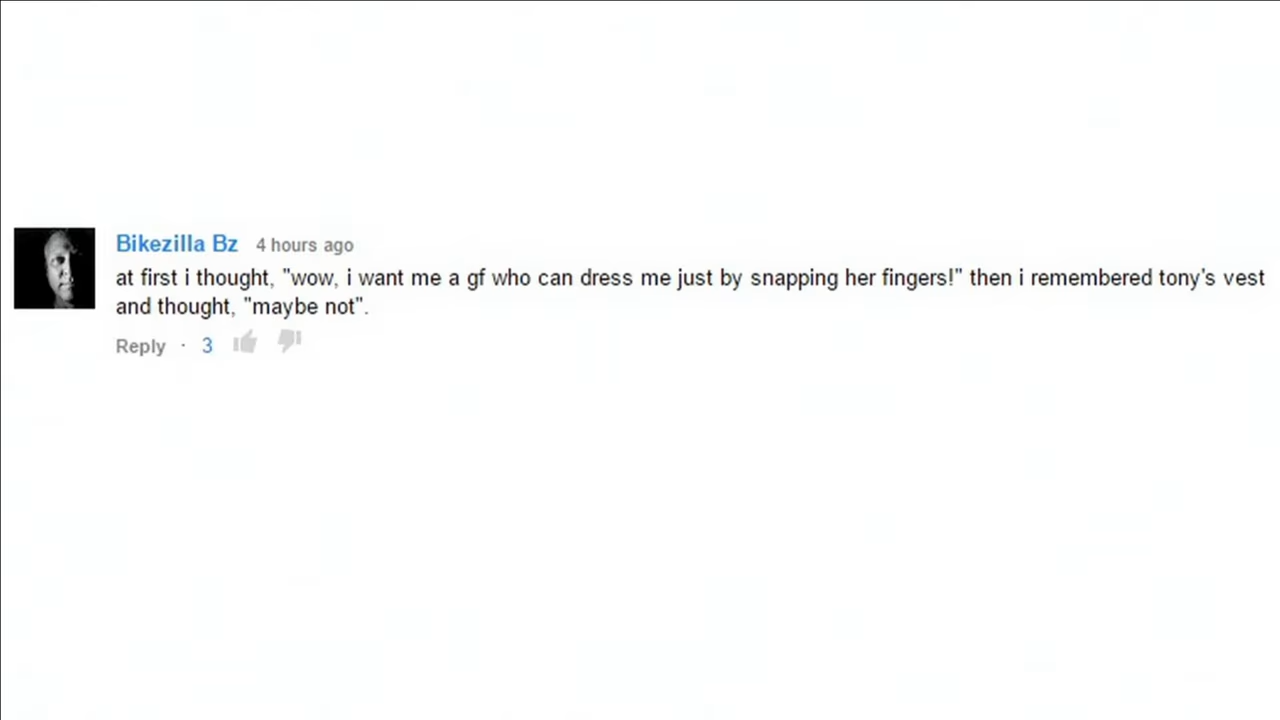 Bikezilla Bz 4 hours ago
at first i thought, "wow, i want me a gf who can dress me just by snapping her fingers!" then i remembered tony's vest
and thought, "maybe not".
Reply · 3